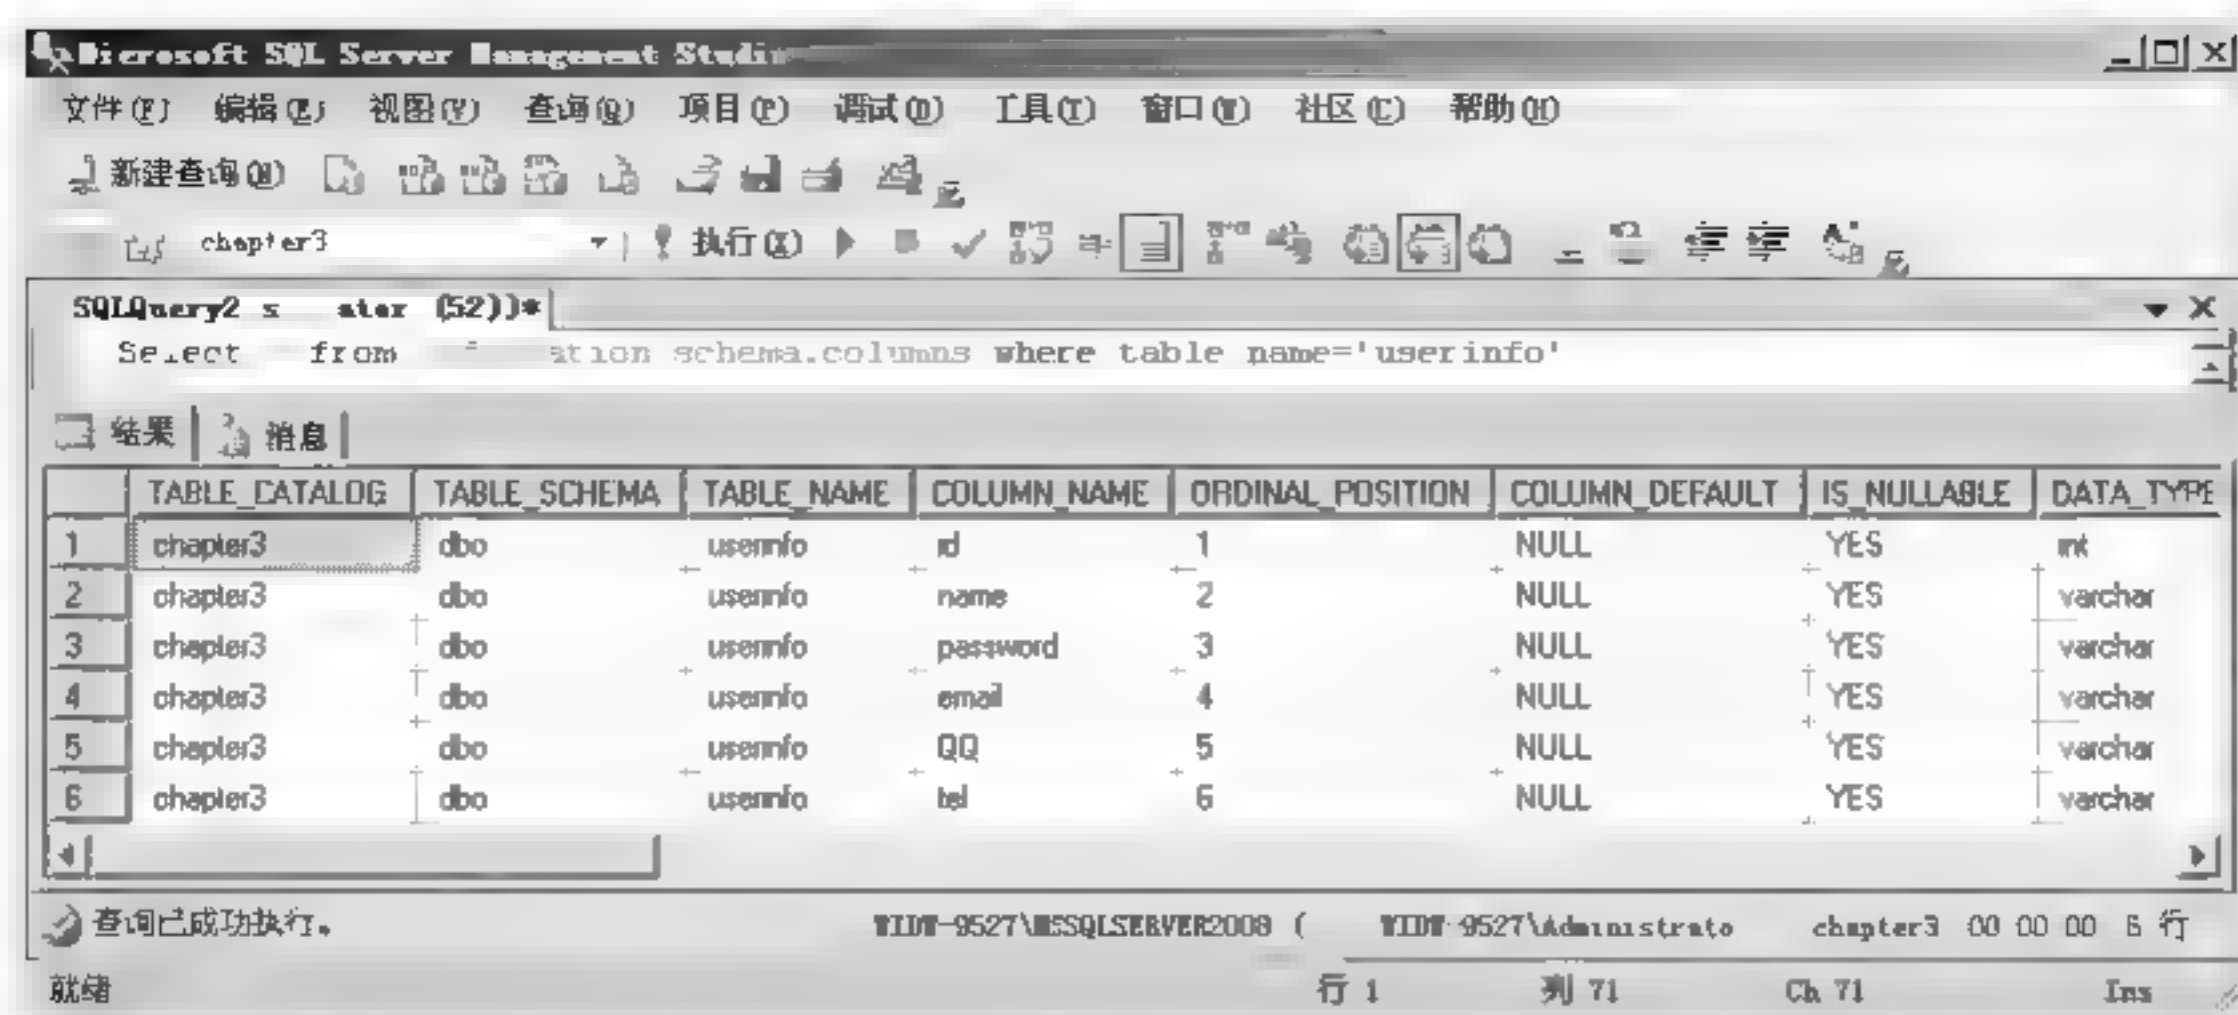 Microsoft SQL Server Management Studio
文件(F) 编辑(E) 视图(V) 查询(Q) 项目(P) 调试(D) 工具(T) 窗口(W) 社区(C) 帮助(H)
新建查询(N)
chapter3 执行(X)
SQLQuery2 (52))*
Select from schema.columns where table name='userinfo'
结果 消息
TABLE_CATALOG TABLE_SCHEMA TABLE_NAME COLUMN_NAME ORDINAL_POSITION COLUMN_DEFAULT IS_NULLABLE DATA_TYPE
1 chapter3 dbo userinfo id 1 NULL YES int
2 chapter3 dbo userinfo name 2 NULL YES varchar
3 chapter3 dbo userinfo password 3 NULL YES varchar
4 chapter3 dbo userinfo email 4 NULL YES varchar
5 chapter3 dbo userinfo QQ 5 NULL YES varchar
6 chapter3 dbo userinfo tel 6 NULL YES varchar
查询已成功执行。 chapter3 00 00 00 6 行
就绪 行 1 列 71 Ch 71 Ins